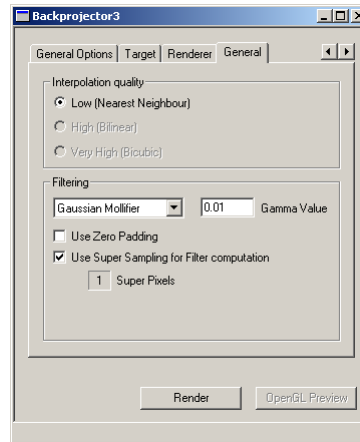 Backprojector3
General Options Target Renderer General
Interpolation quality
Low (Nearest Neighbour)
High (Bilinear)
Very High (Bicubic)
Filtering
Gaussian Mollifier 0.01 Gamma Value
Use Zero Padding
Use Super Sampling for Filter computation
1 Super Pixels
Render OpenGL Preview